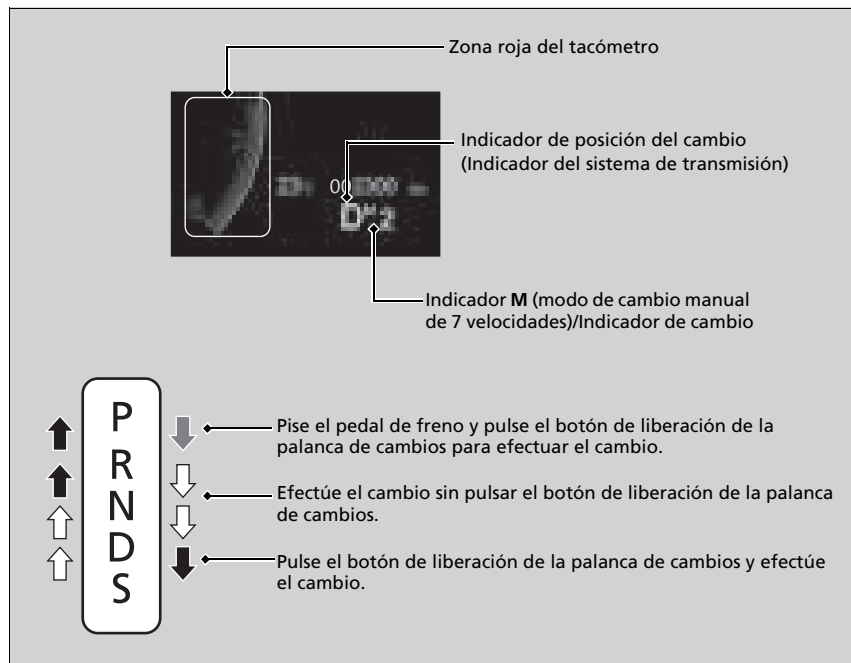 Zona roja del tacómetro
Indicador de posición del cambio
(Indicador del sistema de transmisión)
D M 2
Indicador M (modo de cambio manual
de 7 velocidades)/Indicador de cambio
P
R
N
D
S
Pise el pedal de freno y pulse el botón de liberación de la
palanca de cambios para efectuar el cambio.
Efectúe el cambio sin pulsar el botón de liberación de la palanca
de cambios.
Pulse el botón de liberación de la palanca de cambios y efectúe
el cambio.